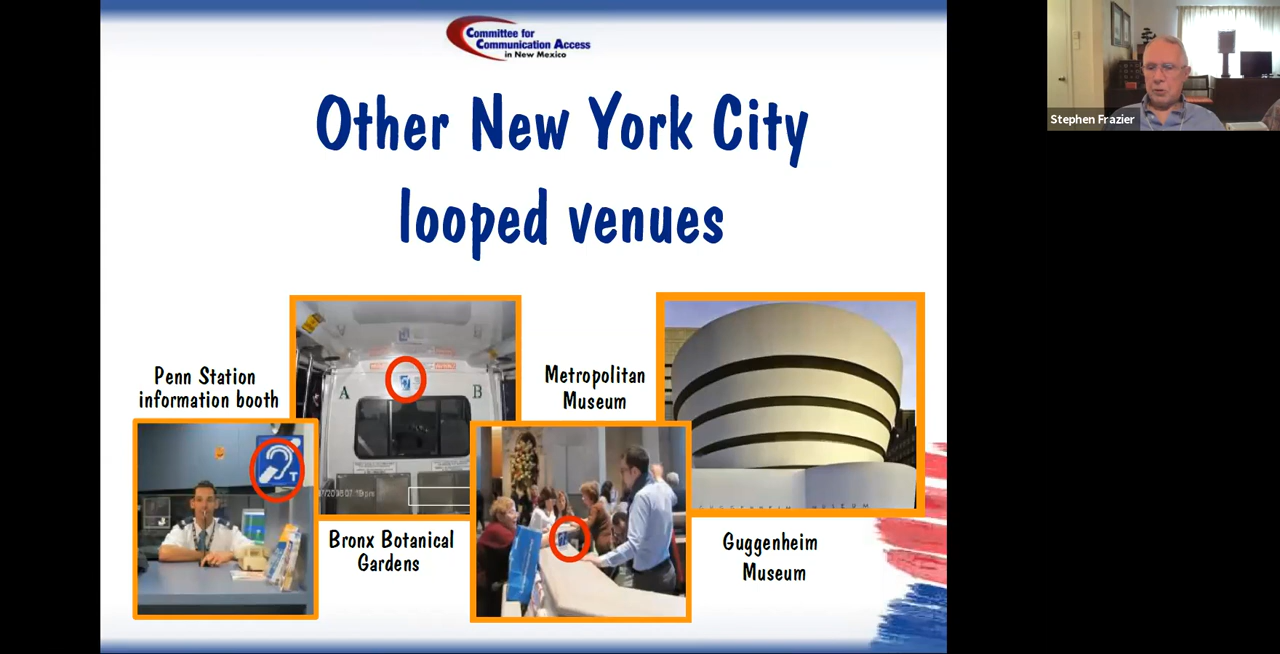 Committee for
Communication Access
in New Mexico
Stephen Frazier
Other New York City
looped venues
Penn Station
information booth
A
B
Metropolitan
Museum
T
Bronx Botanical
Gardens
MUSEUM
Guggenheim
Museum